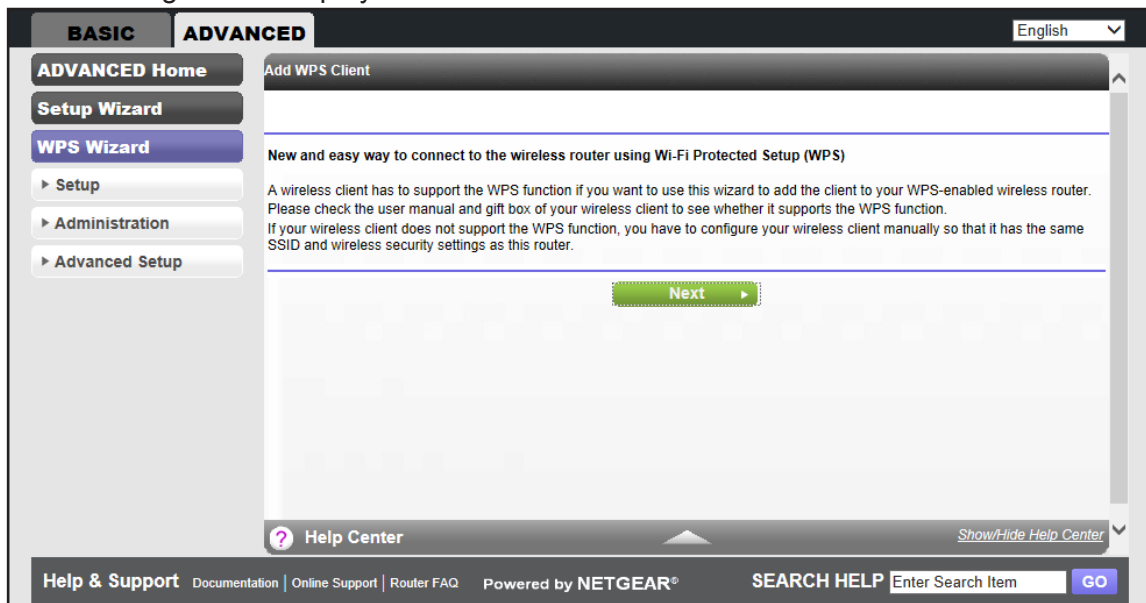 BASIC ADVANCED English
ADVANCED Home
Setup Wizard
WPS Wizard
Setup
Administration
Advanced Setup
Add WPS Client
New and easy way to connect to the wireless router using Wi-Fi Protected Setup (WPS)
A wireless client has to support the WPS function if you want to use this wizard to add the client to your WPS-enabled wireless router.
Please check the user manual and gift box of your wireless client to see whether it supports the WPS function.
If your wireless client does not support the WPS function, you have to configure your wireless client manually so that it has the same
SSID and wireless security settings as this router.
Next
? Help Center Show/Hide Help Center
Help & Support Documentation | Online Support | Router FAQ Powered by NETGEAR® SEARCH HELP Enter Search Item GO